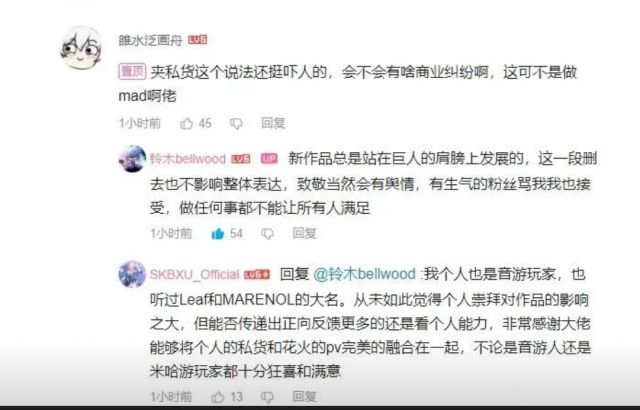 雒水泛画舟 LV5
置顶 夹私货这个说法还挺吓人的，会不会有啥商业纠纷啊，这可不是做
mad啊佬
1小时前 45 回复
铃木bellwood LV5 UP 新作品总是站在巨人的肩膀上发展的，这一段删
去也不影响整体表达，致敬当然会有舆情，有生气的粉丝骂我我也接
受，做任何事都不能让所有人满足
1小时前 54 回复
SKBXU_Official LV6 回复 @铃木bellwood :我个人也是音游玩家，也
听过Leaf和MARENOL的大名。从未如此觉得个人崇拜对作品的影响
之大，但能否传递出正向反馈更多的还是看个人能力，非常感谢大佬
能够将个人的私货和花火的pv完美的融合在一起，不论是音游人还是
米哈游玩家都十分狂喜和满意
1小时前 13 回复